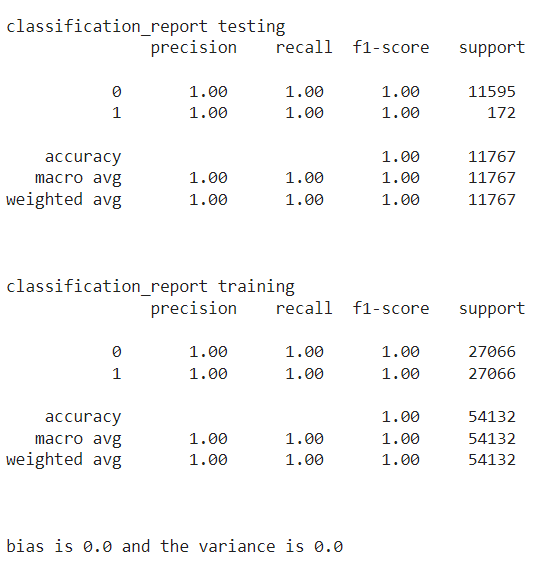 classification_report testing
precision recall f1-score support
0 1.00 1.00 1.00 11595
1 1.00 1.00 1.00 172
accuracy 1.00 11767
macro avg 1.00 1.00 1.00 11767
weighted avg 1.00 1.00 1.00 11767
classification_report training
precision recall f1-score support
0 1.00 1.00 1.00 27066
1 1.00 1.00 1.00 27066
accuracy 1.00 54132
macro avg 1.00 1.00 1.00 54132
weighted avg 1.00 1.00 1.00 54132
bias is 0.0 and the variance is 0.0